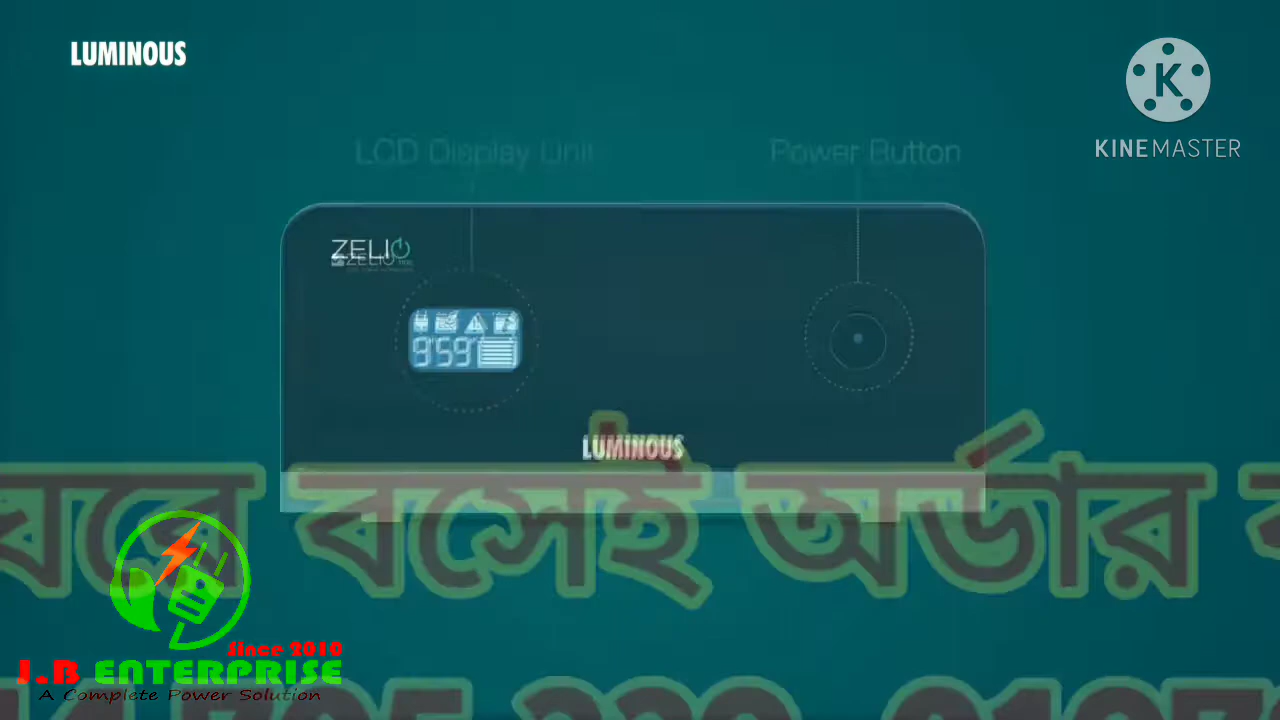 LUMINOUS
K
KINEMASTER
LCD Display Unit
Power Button
ZELIO
9:59
LUMINOUS
ঘরে বসেই অর্ডার
Since 2010
J.B ENTERPRISE
A Complete Power Solution